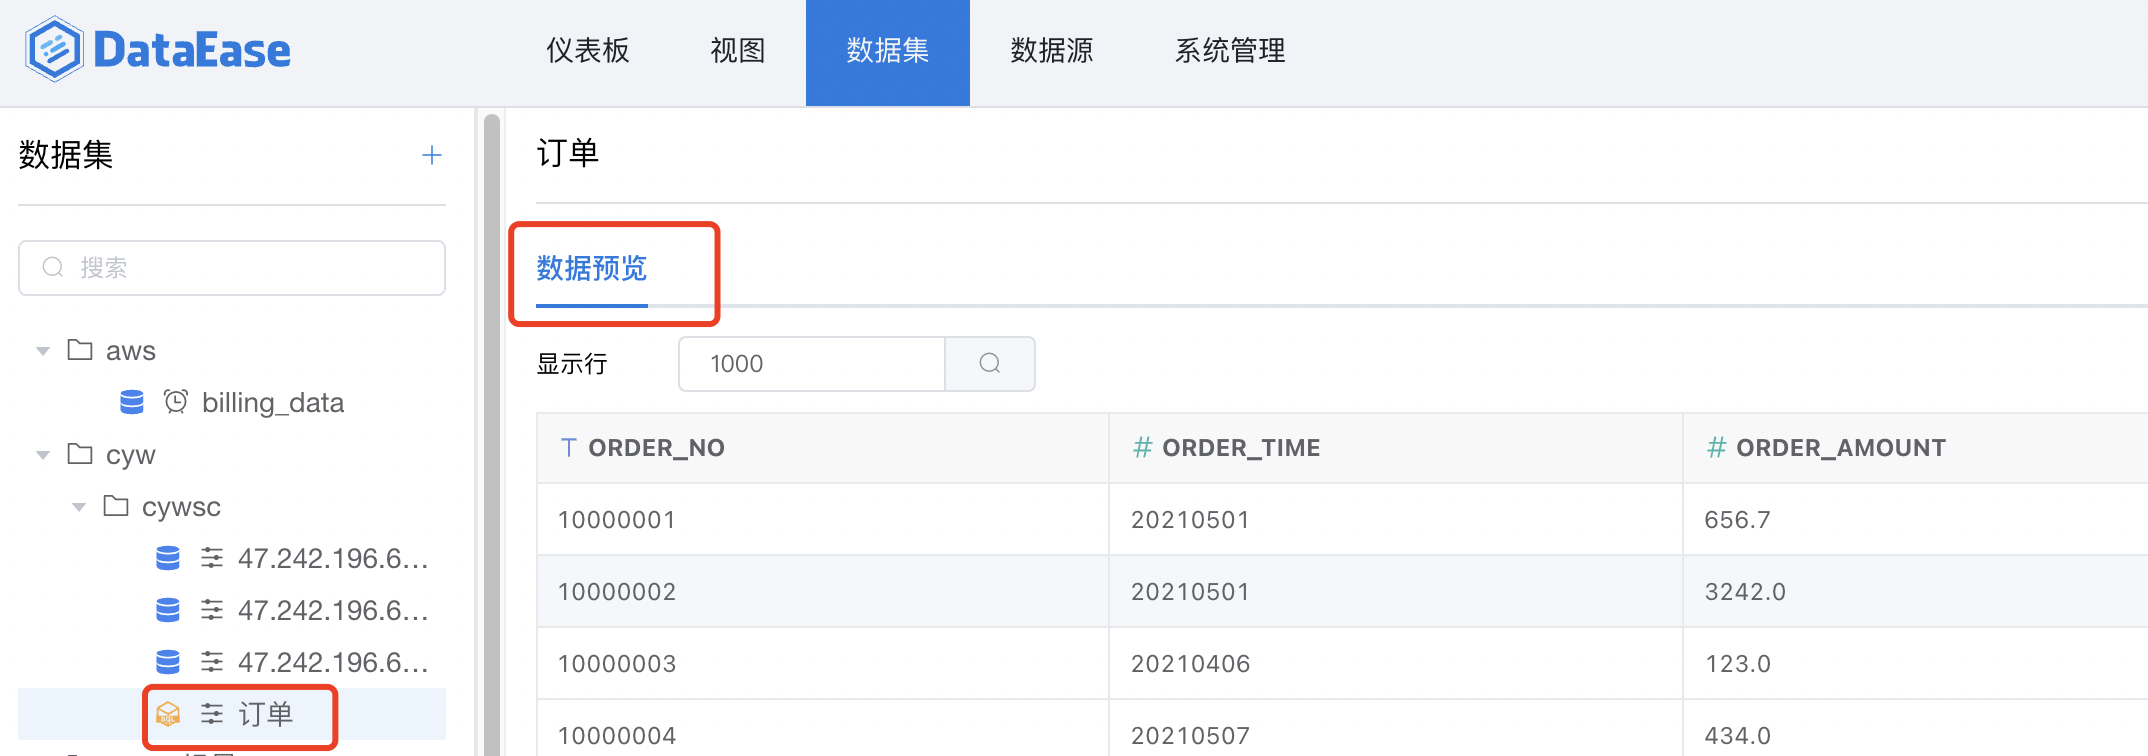 DataEase
仪表板 视图 数据集 数据源 系统管理
数据集 +
搜索
aws
billing_data
cyw
cywsc
47.242.196.6...
47.242.196.6...
47.242.196.6...
SQL 订单
订单
数据预览
显示行 1000
T ORDER_NO # ORDER_TIME # ORDER_AMOUNT
10000001 20210501 656.7
10000002 20210501 3242.0
10000003 20210406 123.0
10000004 20210507 434.0